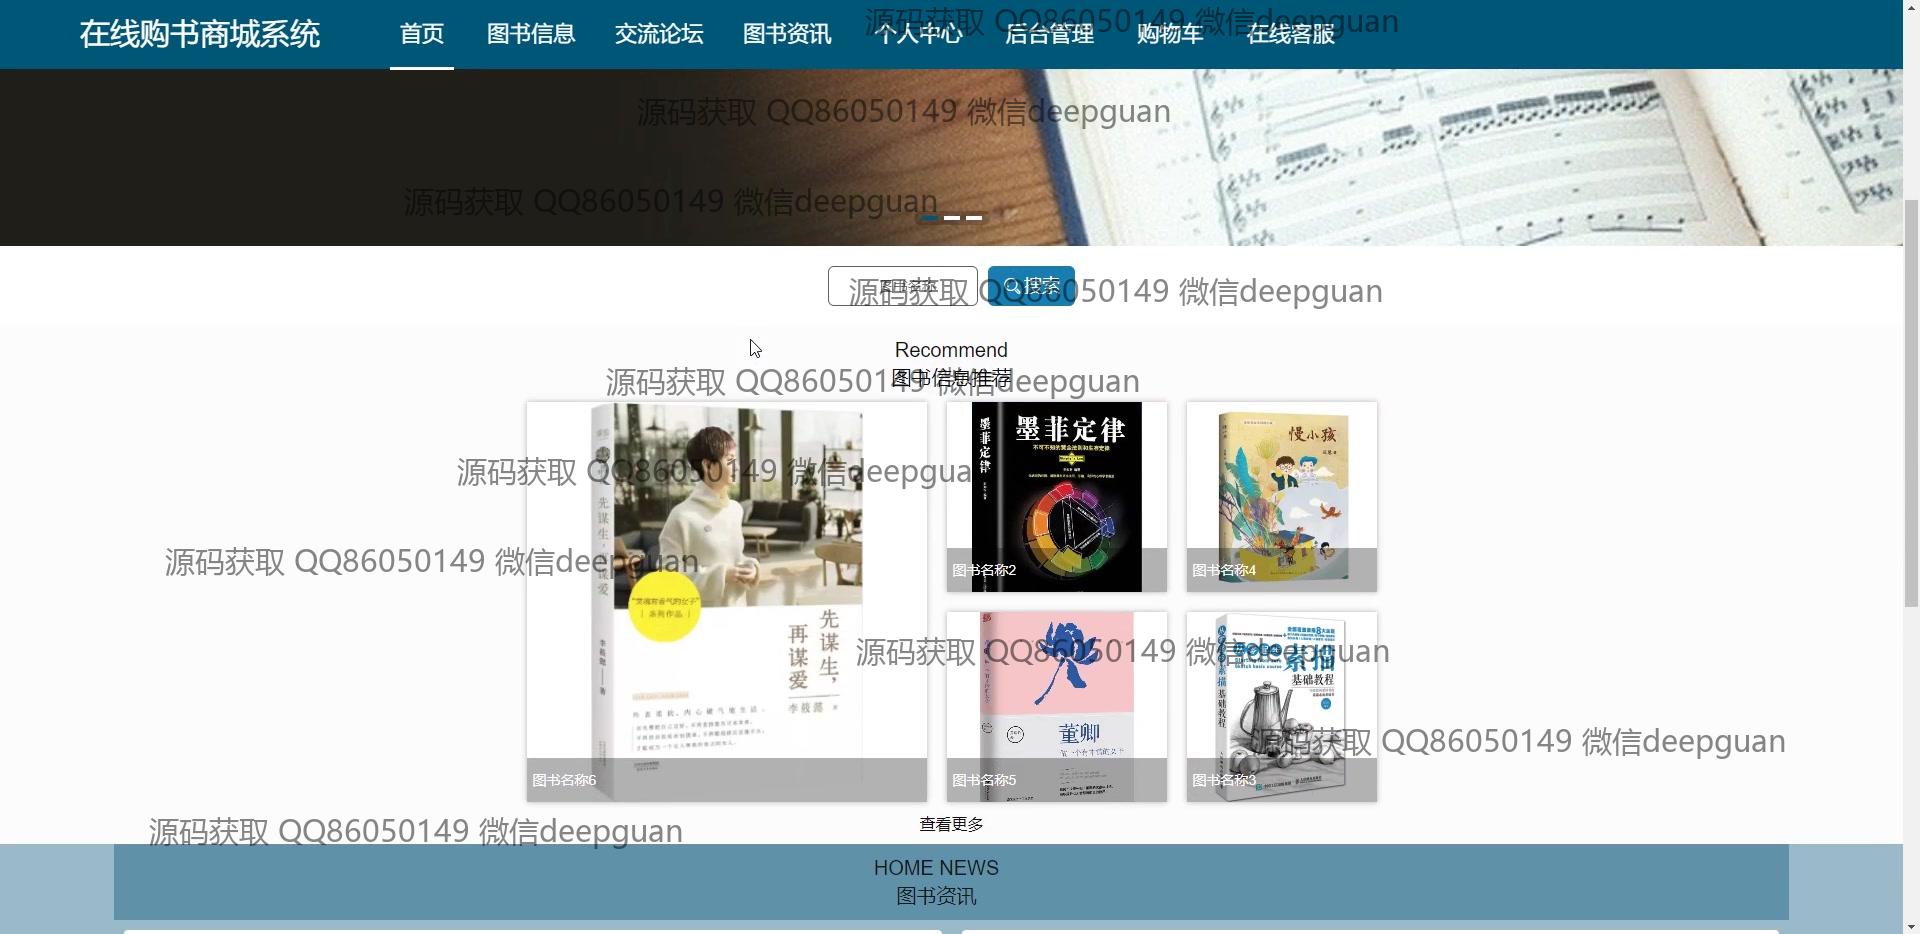 在线购书商城系统
首页 图书信息 交流论坛 图书资讯 个人中心 后台管理 购物车 在线客服
源码获取 QQ86050149 微信deepguan
源码获取 QQ86050149 微信deepguan
源码获取 QQ86050149 微信deepguan
图书名称 搜索
源码获取 QQ86050149 微信deepguan
Recommend
图书信息推荐
源码获取 QQ86050149 微信deepguan
墨菲定律
墨菲定律
慢小孩
源码获取 QQ86050149 微信deepguan
源码获取 QQ86050149 微信deepguan
图书名称2
图书名称4
先谋生，
再谋爱
李筱懿
源码获取 QQ86050149 微信deepguan
素描
基础教程
董卿
源码获取 QQ86050149 微信deepguan
图书名称6
图书名称5
图书名称3
查看更多
源码获取 QQ86050149 微信deepguan
HOME NEWS
图书资讯